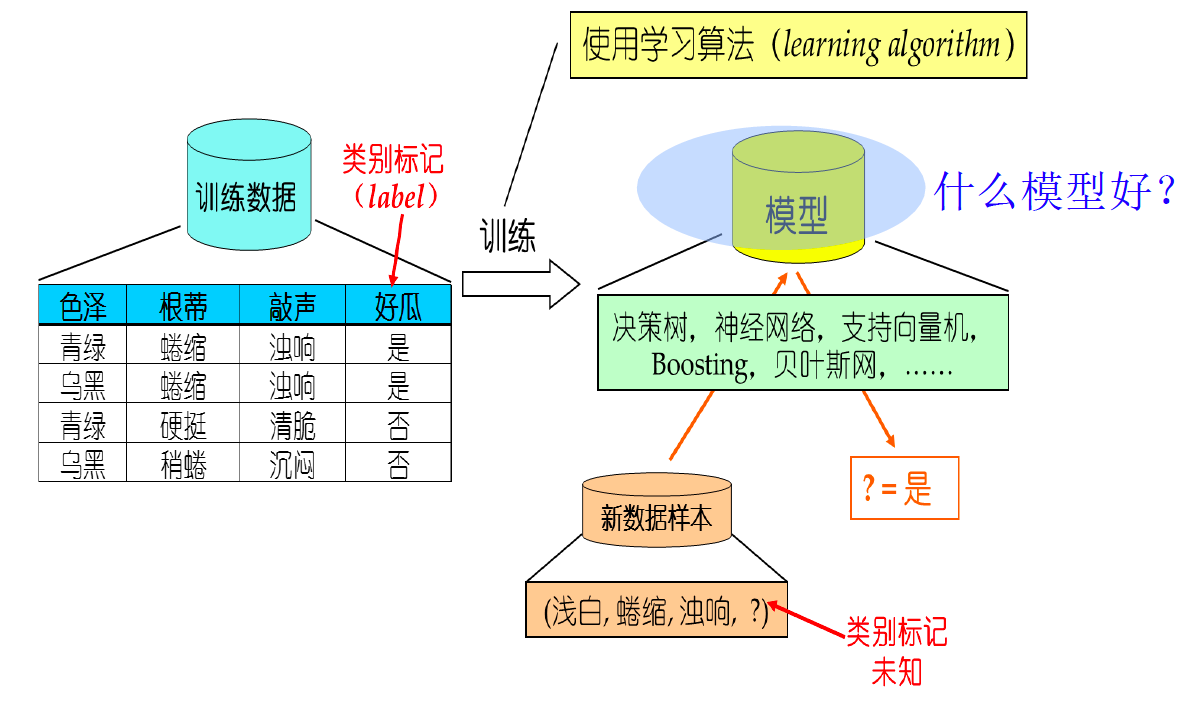 使用学习算法（learning algorithm）
训练数据
类别标记
（label）
训练
模型
什么模型好？
色泽 根蒂 敲声 好瓜
青绿 蜷缩 浊响 是
乌黑 蜷缩 浊响 是
青绿 硬挺 清脆 否
乌黑 稍蜷 沉闷 否
决策树，神经网络，支持向量机，
Boosting，贝叶斯网，……
? = 是
新数据样本
(浅白, 蜷缩, 浊响, ?)
类别标记
未知